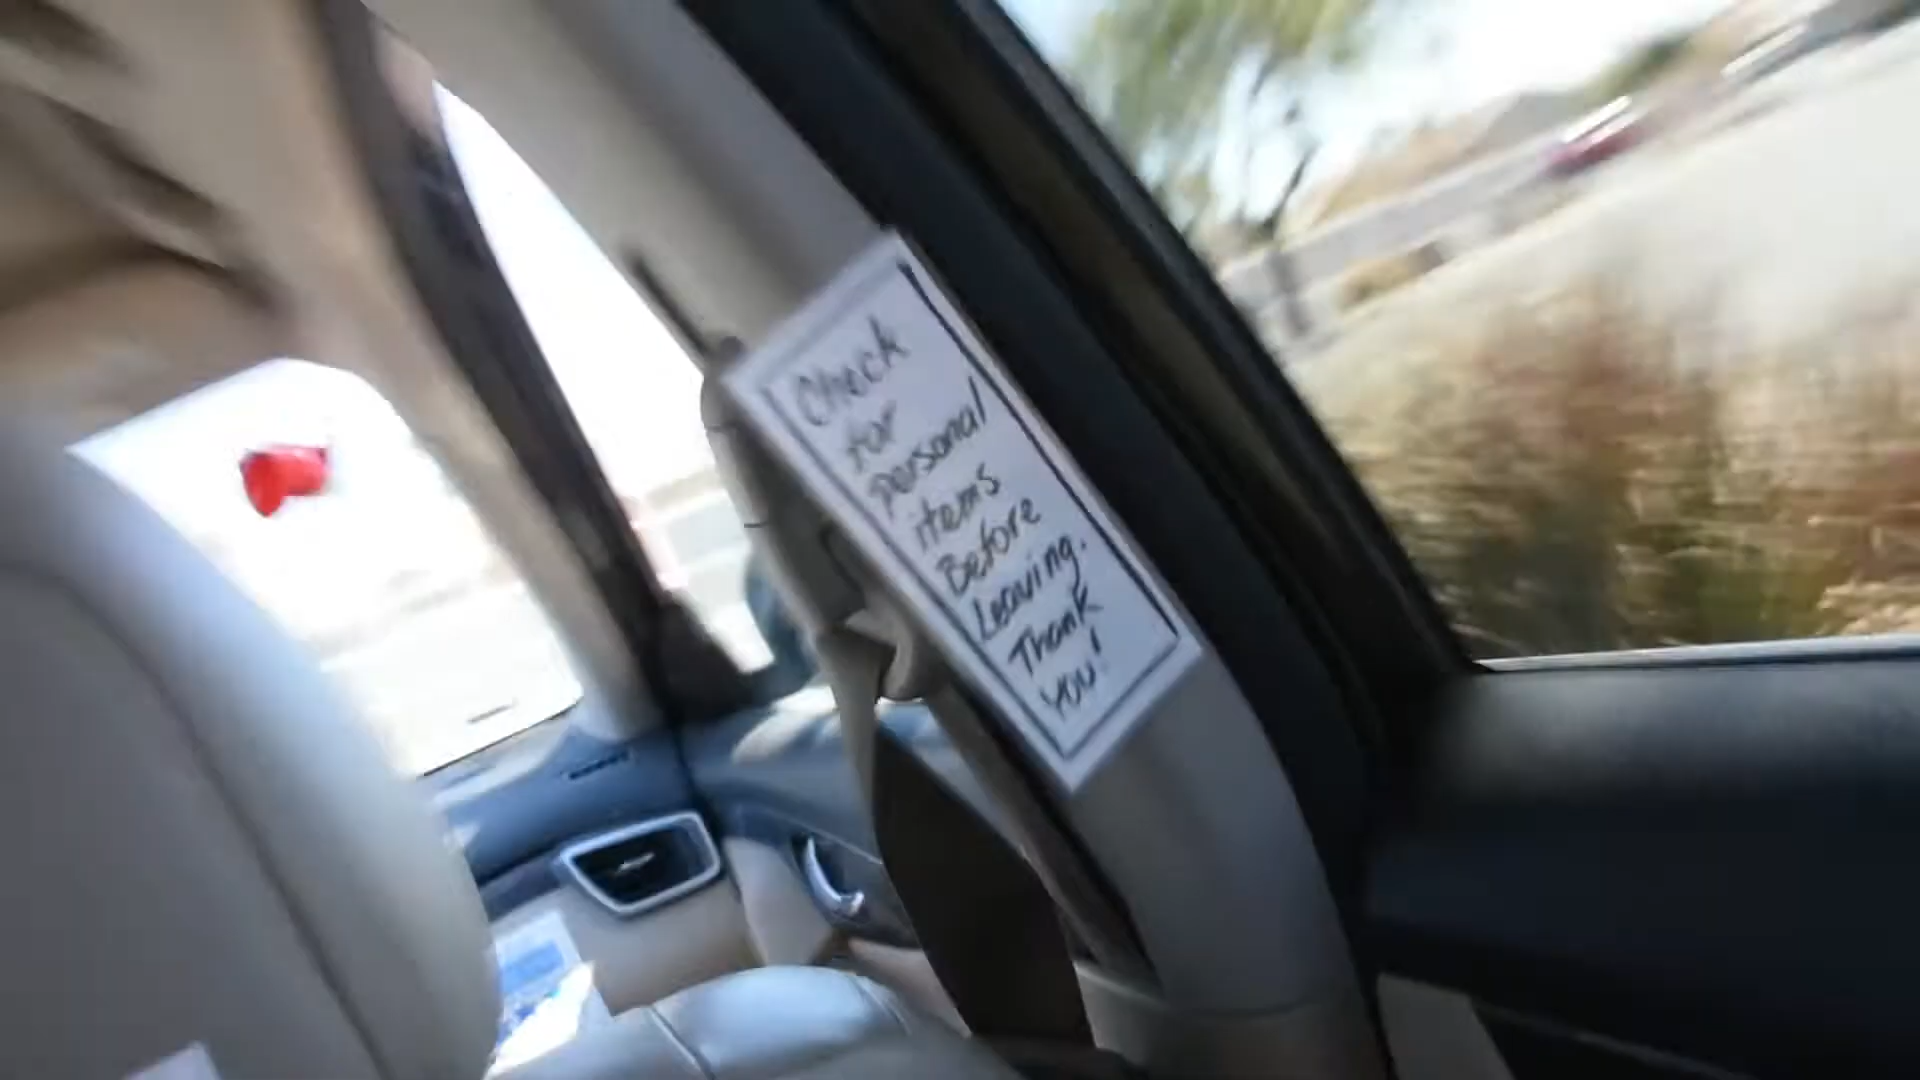 Check
for
personal
items
Before
Leaving.
Thank
you!